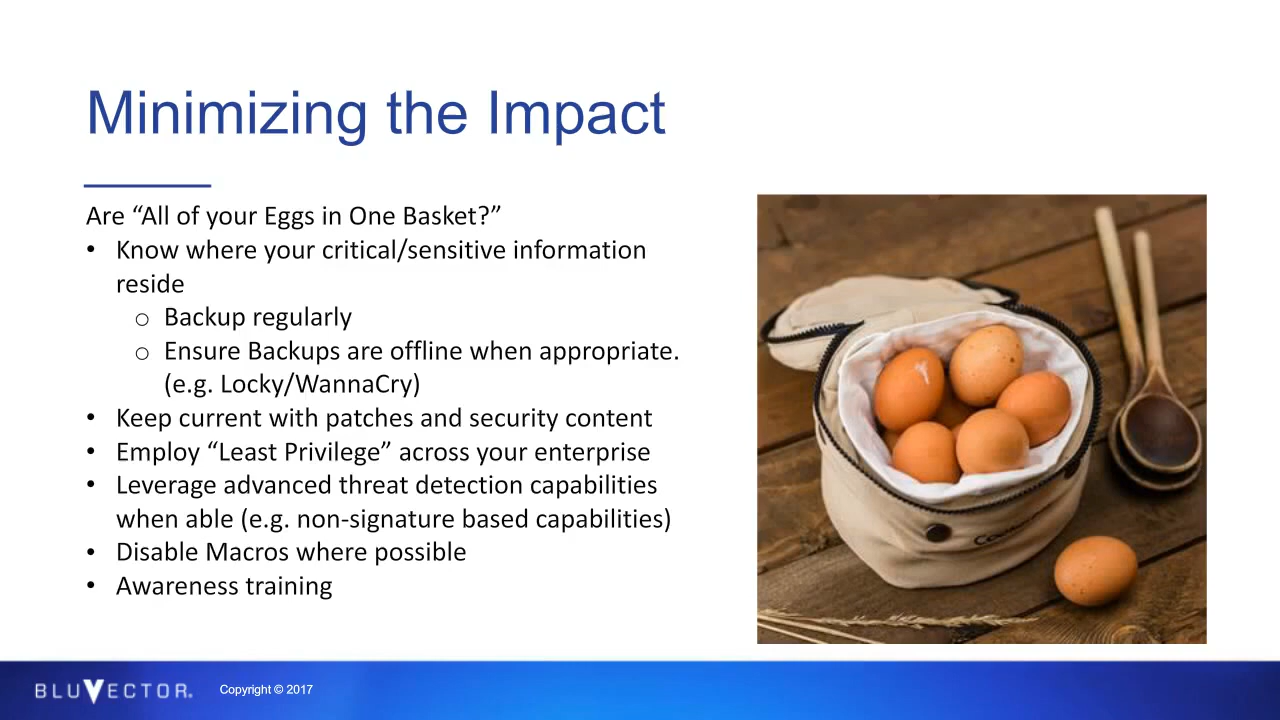 Minimizing the Impact
Are “All of your Eggs in One Basket?”
• Know where your critical/sensitive information
reside
o Backup regularly
o Ensure Backups are offline when appropriate.
(e.g. Locky/WannaCry)
• Keep current with patches and security content
• Employ “Least Privilege” across your enterprise
• Leverage advanced threat detection capabilities
when able (e.g. non-signature based capabilities)
• Disable Macros where possible
• Awareness training
BLUVECTOR®
Copyright © 2017